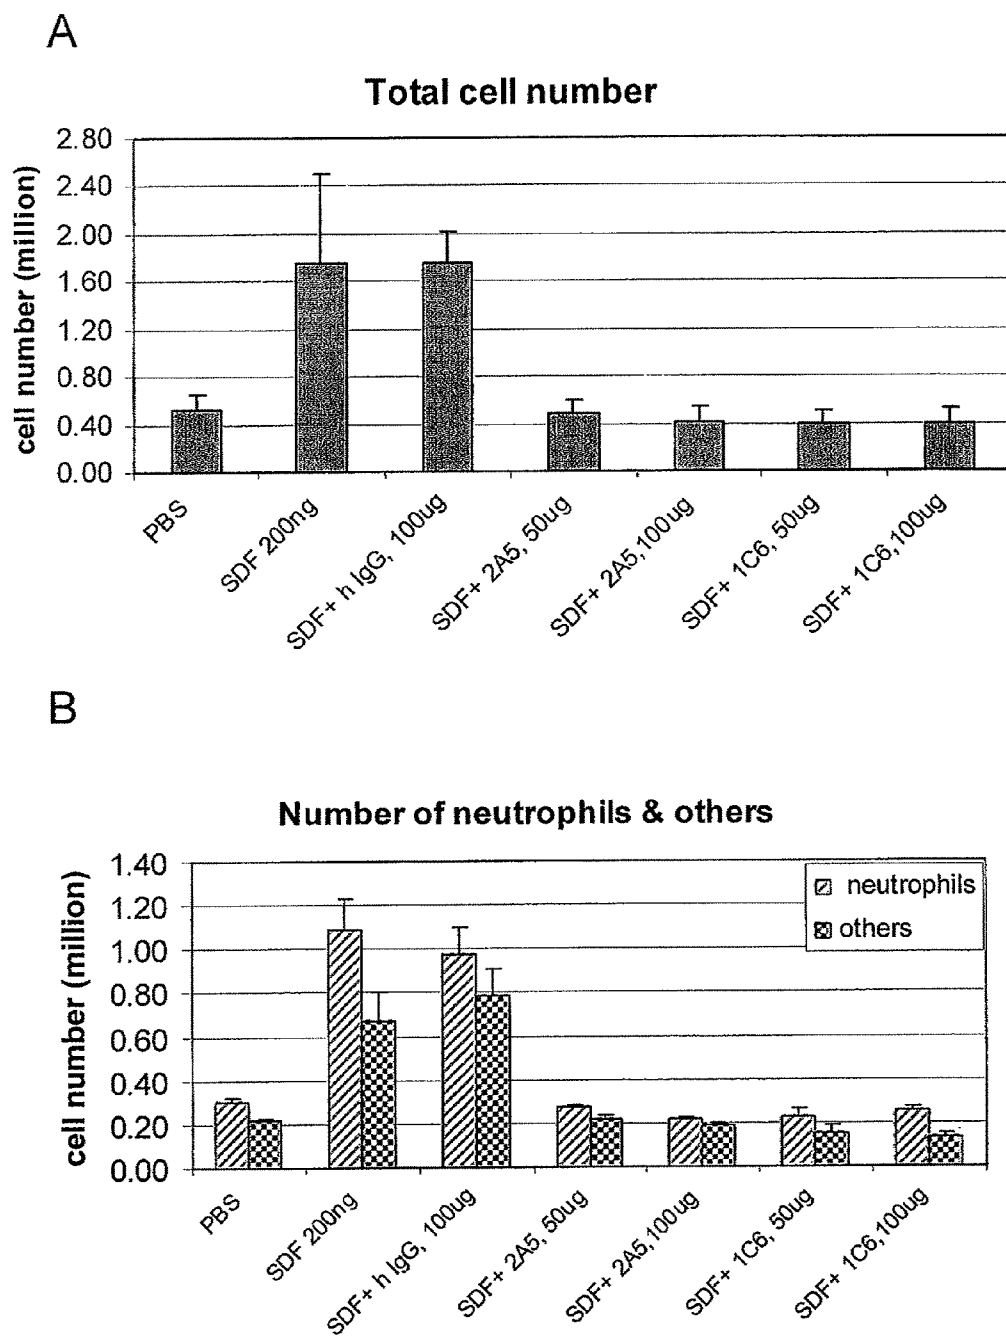 A
Total cell number
cell number (million)
2.80
2.40
2.00
1.60
1.20
0.80
0.40
0.00
PBS
SDF 200ng
SDF+ h IgG, 100ug
SDF+ 2A5, 50ug
SDF+ 2A5,100ug
SDF+ 1C6, 50ug
SDF+ 1C6,100ug
B
Number of neutrophils & others
cell number (million)
1.40
1.20
1.00
0.80
0.60
0.40
0.20
0.00
neutrophils
others
PBS
SDF 200ng
SDF+ h IgG, 100ug
SDF+ 2A5, 50ug
SDF+ 2A5,100ug
SDF+ 1C6, 50ug
SDF+ 1C6,100ug